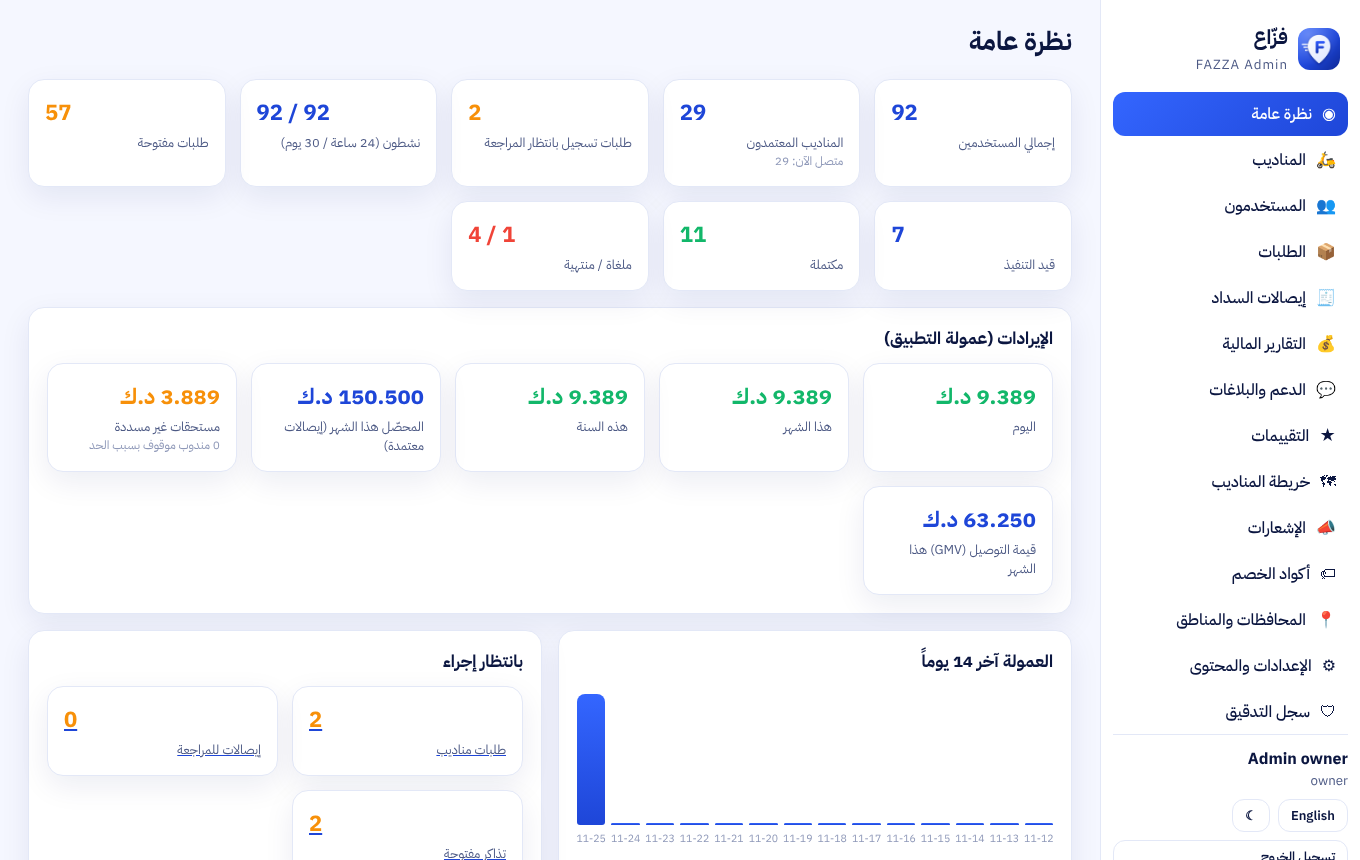 فزّاع
FAZZA Admin
نظرة عامة
المناديب
المستخدمون
الطلبات
إيصالات السداد
التقارير المالية
الدعم والبلاغات
التقييمات
خريطة المناديب
الإشعارات
أكواد الخصم
المحافظات والمناطق
الإعدادات والمحتوى
سجل التدقيق
Admin owner
owner
English
تسجيل الخروج
نظرة عامة
92
إجمالي المستخدمين
29
المناديب المعتمدون
متصل الآن: 29
2
طلبات تسجيل بانتظار المراجعة
92 / 92
نشطون (24 ساعة / 30 يوم)
57
طلبات مفتوحة
7
قيد التنفيذ
11
مكتملة
4 / 1
ملغاة / منتهية
الإيرادات (عمولة التطبيق)
9.389 د.ك
اليوم
9.389 د.ك
هذا الشهر
9.389 د.ك
هذه السنة
150.500 د.ك
المحصّل هذا الشهر (إيصالات
معتمدة)
3.889 د.ك
مستحقات غير مسددة
0 مندوب موقوف بسبب الحد
63.250 د.ك
قيمة التوصيل (GMV) هذا
الشهر
العمولة آخر 14 يوماً
11-25 11-24 11-23 11-22 11-21 11-20 11-19 11-18 11-17 11-16 11-15 11-14 11-13 11-12
بانتظار إجراء
2
طلبات مناديب
0
إيصالات للمراجعة
2
تذاكر مفتوحة